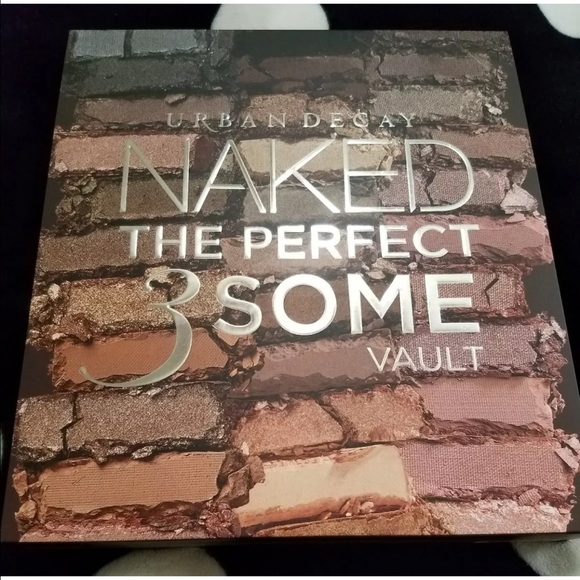 URBAN DECAY
NAKED
THE PERFECT
3SOME
VAULT